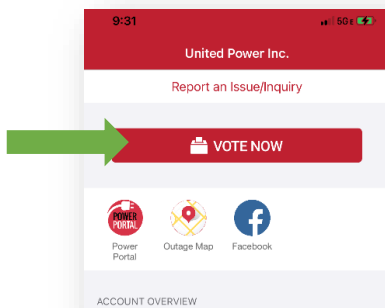 9:31 5G E
United Power Inc.
Report an Issue/Inquiry
VOTE NOW
POWER
PORTAL
Power
Portal
Outage Map
Facebook
ACCOUNT OVERVIEW